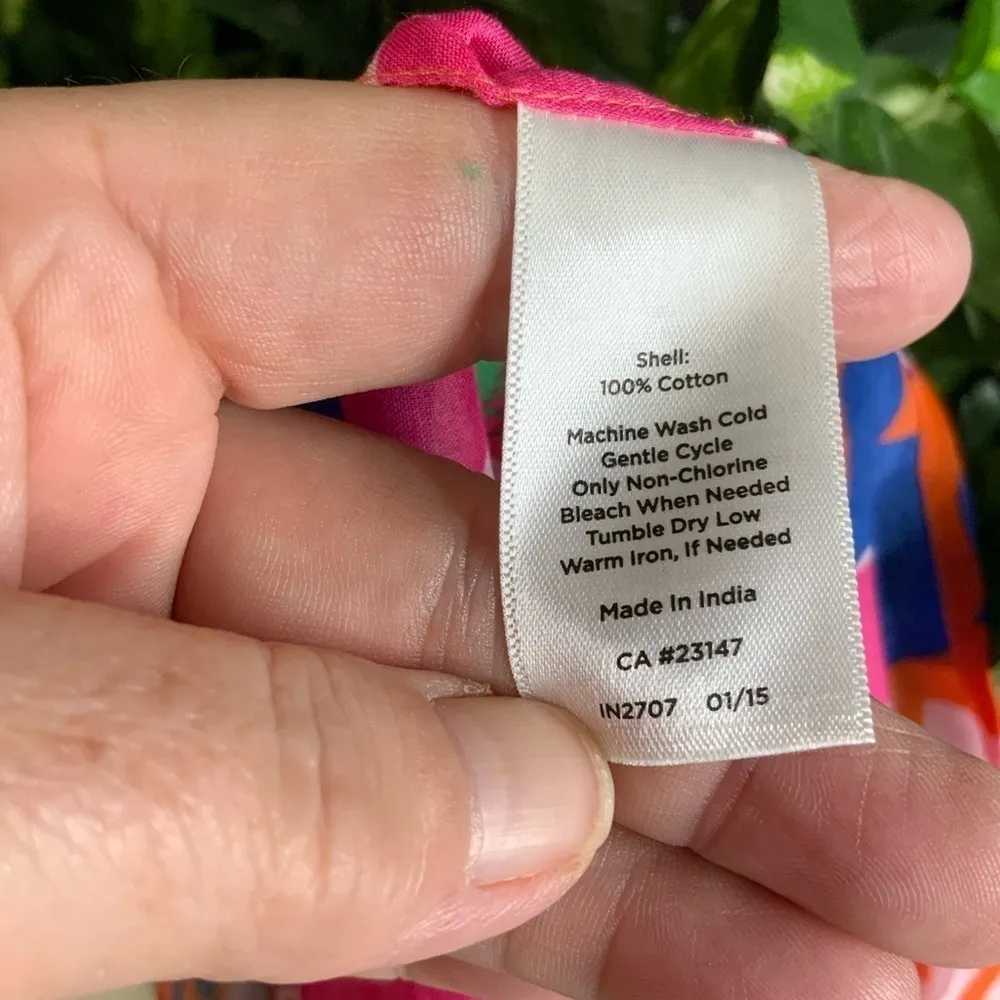 Shell:
100% Cotton
Machine Wash Cold
Gentle Cycle
Only Non-Chlorine
Bleach When Needed
Tumble Dry Low
Warm Iron, If Needed
Made In India
CA #23147
IN2707 01/15